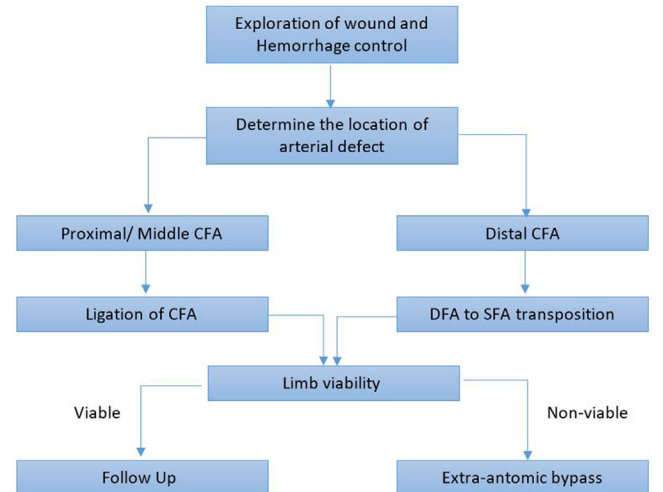 Exploration of wound and
Hemorrhage control
Determine the location of
arterial defect
Proximal/ Middle CFA
Distal CFA
Ligation of CFA
DFA to SFA transposition
Limb viability
Viable
Non-viable
Follow Up
Extra-antomic bypass